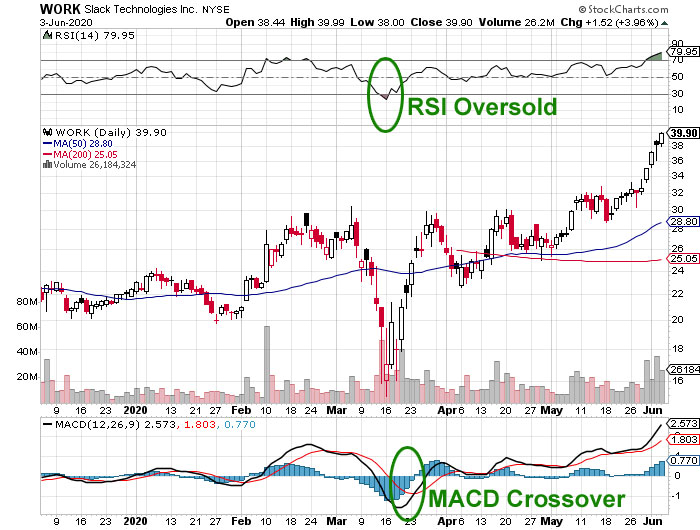 WORK Slack Technologies Inc. NYSE © StockCharts.com
3-Jun-2020 Open 38.44 High 39.99 Low 38.00 Close 39.90 Volume 26.2M Chg +1.52 (+3.96%)
RSI(14) 79.95
90
79.95
70
50
30
10
RSI Oversold
WORK (Daily) 39.90
MA(50) 28.80
MA(200) 25.05
Volume 26,184,324
39.90
38
36
34
32
30
28.80
28
26
25.05
24
22
20
18
16
80M
60M
40M
20M
26184
9 16 23 2020 13 21 27 Feb 10 18 24 Mar 9 16 23 Apr 6 13 20 27 May 11 18 26 Jun
MACD(12,26,9) 2.573, 1.803, 0.770
2.573
1.803
1
0.770
0
-1
MACD Crossover
9 16 23 2020 13 21 27 Feb 10 18 24 Mar 9 16 23 Apr 6 13 20 27 May 11 18 26 Jun